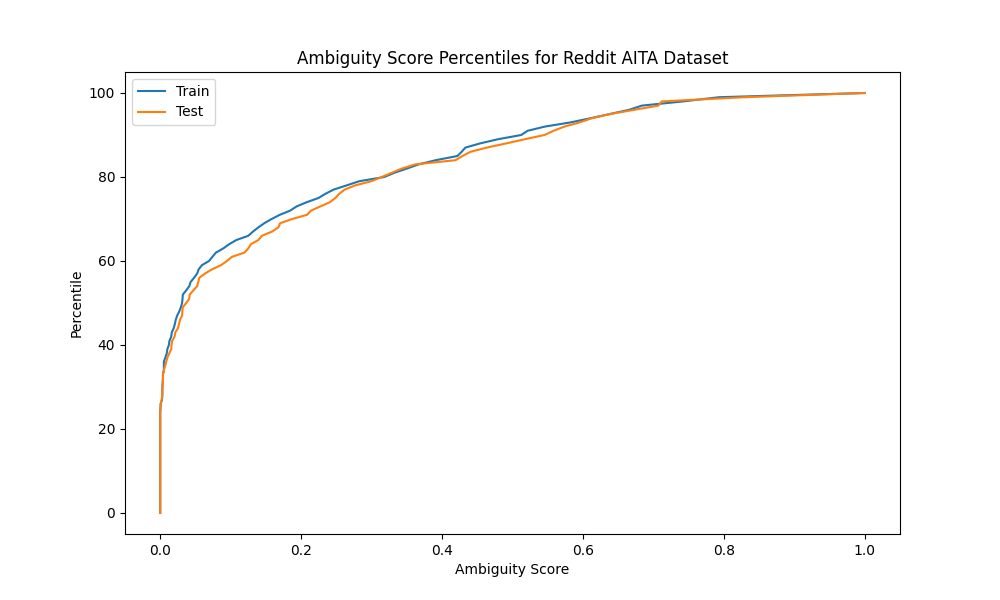 Ambiguity Score Percentiles for Reddit AITA Dataset
Train
Test
100
80
60
40
20
0
Percentile
0.0 0.2 0.4 0.6 0.8 1.0
Ambiguity Score